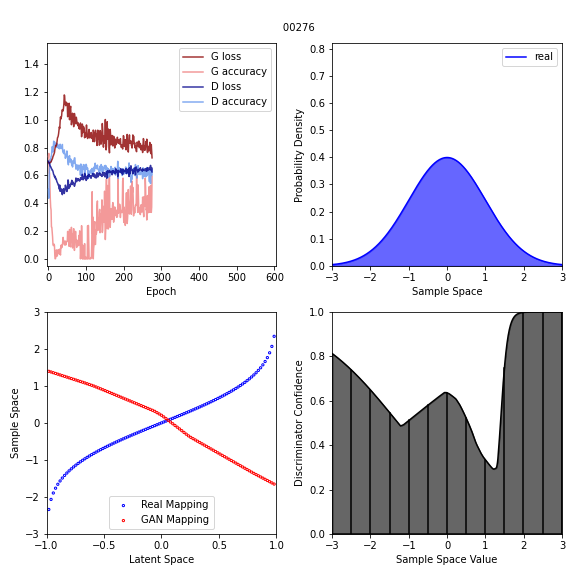 00276
1.4
1.2
1.0
0.8
0.6
0.4
0.2
0.0
0 100 200 300 400 500 600
Epoch
G loss
G accuracy
D loss
D accuracy
Probability Density
0.8
0.7
0.6
0.5
0.4
0.3
0.2
0.1
0.0
−3 −2 −1 0 1 2 3
Sample Space
real
Sample Space
3
2
1
0
−1
−2
−3
−1.0 −0.5 0.0 0.5 1.0
Latent Space
Real Mapping
GAN Mapping
Discriminator Confidence
1.0
0.8
0.6
0.4
0.2
0.0
−3 −2 −1 0 1 2 3
Sample Space Value